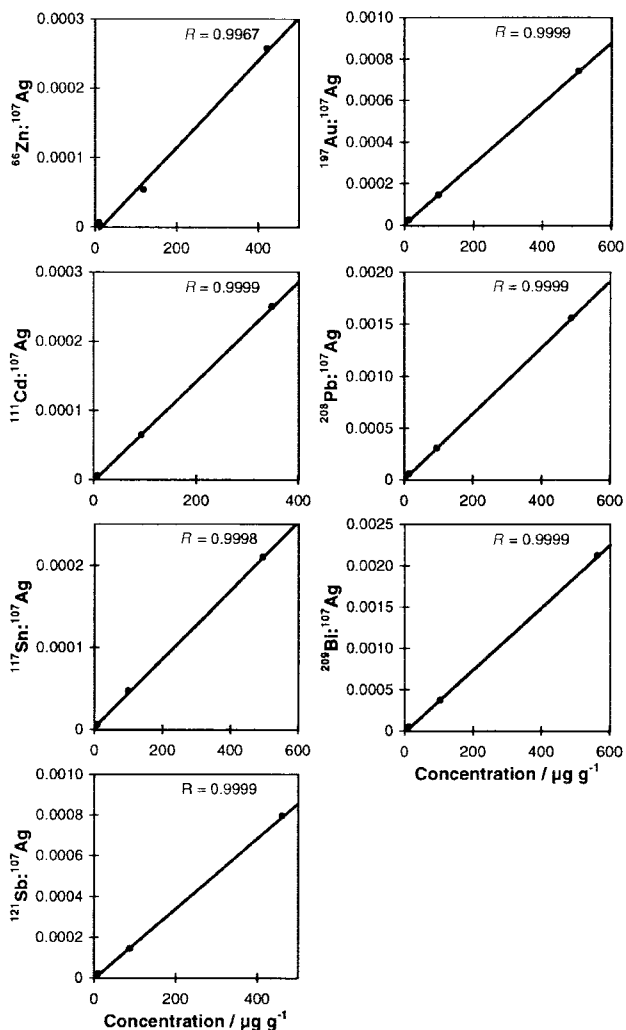 0.0003
R = 0.9967
0.0002
0.0001
0
0 200 400
⁶⁶Zn:¹⁰⁷Ag
0.0010
R = 0.9999
0.0008
0.0006
0.0004
0.0002
0
0 200 400 600
¹⁹⁷Au:¹⁰⁷Ag
0.0003
R = 0.9999
0.0002
0.0001
0
0 200 400
¹¹¹Cd:¹⁰⁷Ag
0.0020
R = 0.9999
0.0015
0.0010
0.0005
0
0 200 400 600
²⁰⁸Pb:¹⁰⁷Ag
R = 0.9998
0.0002
0.0001
0
0 200 400 600
¹¹⁷Sn:¹⁰⁷Ag
0.0025
R = 0.9999
0.0020
0.0015
0.0010
0.0005
0
0 200 400 600
²⁰⁹Bi:¹⁰⁷Ag
Concentration / µg g⁻¹
0.0010
R = 0.9999
0.0008
0.0006
0.0004
0.0002
0
0 200 400
¹²¹Sb:¹⁰⁷Ag
Concentration / µg g⁻¹